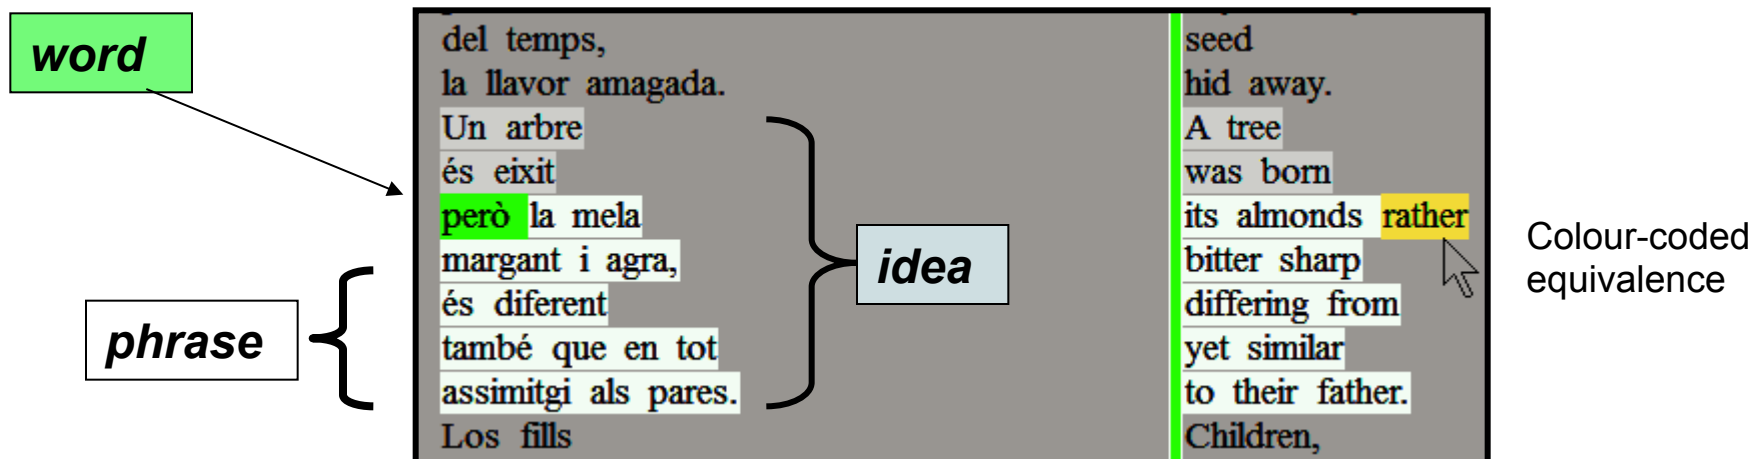 word
phrase
del temps,
la llavor amagada.
Un arbre
és eixit
però la mela
margant i agra,
és diferent
també que en tot
assimitgi als pares.
Los fills
idea
seed
hid away.
A tree
was born
its almonds rather
bitter sharp
differing from
yet similar
to their father.
Children,
Colour-coded
equivalence